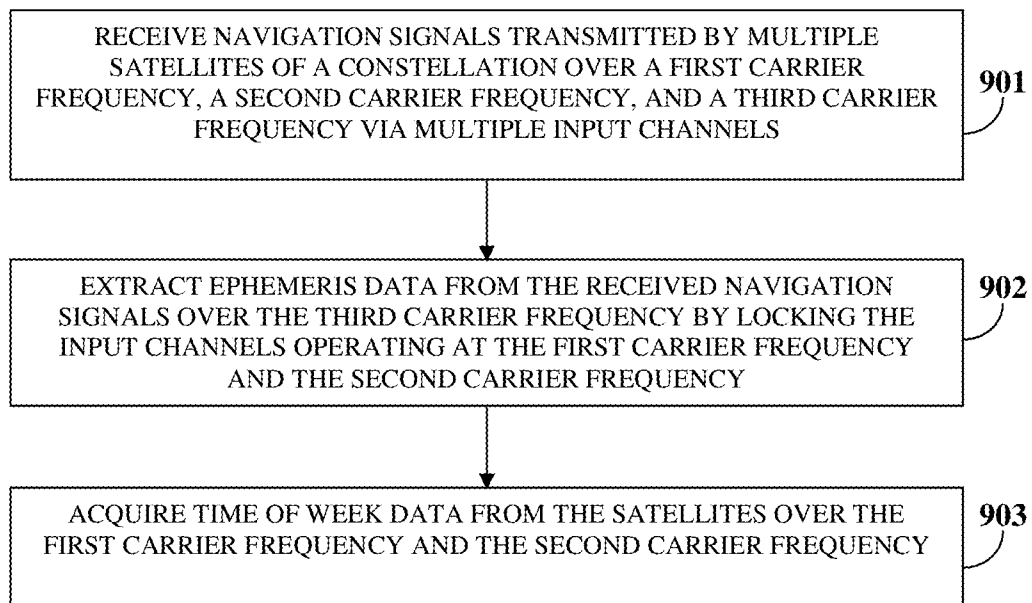 RECEIVE NAVIGATION SIGNALS TRANSMITTED BY MULTIPLE
SATELLITES OF A CONSTELLATION OVER A FIRST CARRIER
FREQUENCY, A SECOND CARRIER FREQUENCY, AND A THIRD CARRIER
FREQUENCY VIA MULTIPLE INPUT CHANNELS
901
EXTRACT EPHEMERIS DATA FROM THE RECEIVED NAVIGATION
SIGNALS OVER THE THIRD CARRIER FREQUENCY BY LOCKING THE
INPUT CHANNELS OPERATING AT THE FIRST CARRIER FREQUENCY
AND THE SECOND CARRIER FREQUENCY
902
ACQUIRE TIME OF WEEK DATA FROM THE SATELLITES OVER THE
FIRST CARRIER FREQUENCY AND THE SECOND CARRIER FREQUENCY
903